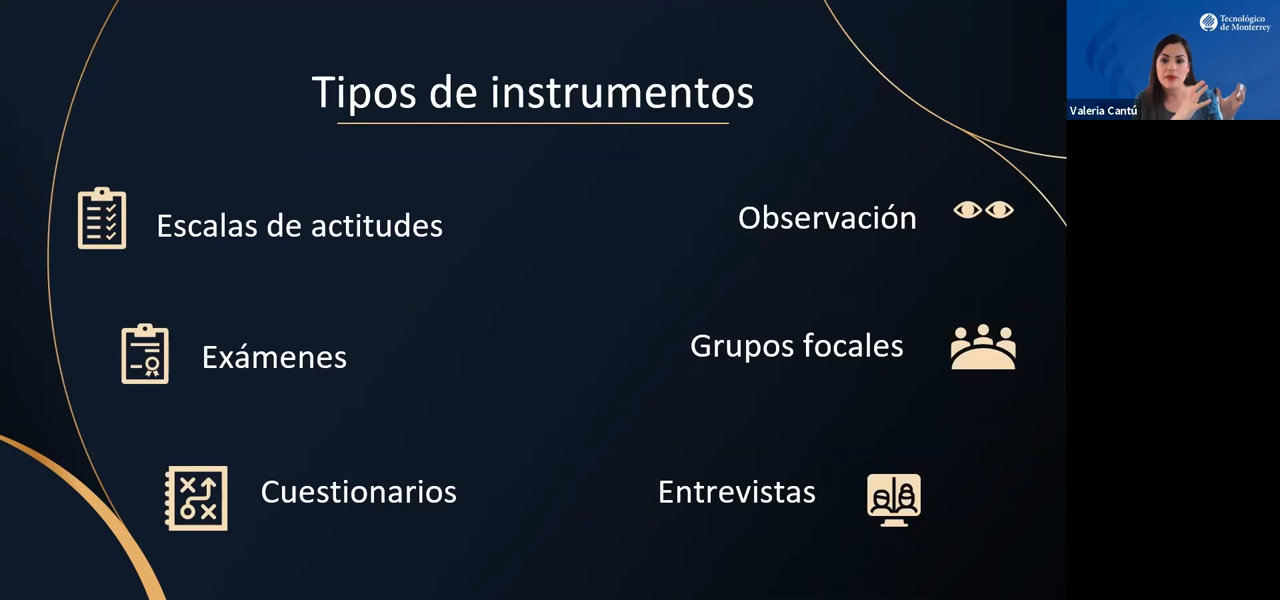 Tipos de instrumentos
Escalas de actitudes
Observación
Exámenes
Grupos focales
Cuestionarios
Entrevistas
Tecnológico
de Monterrey
Valeria Cantú